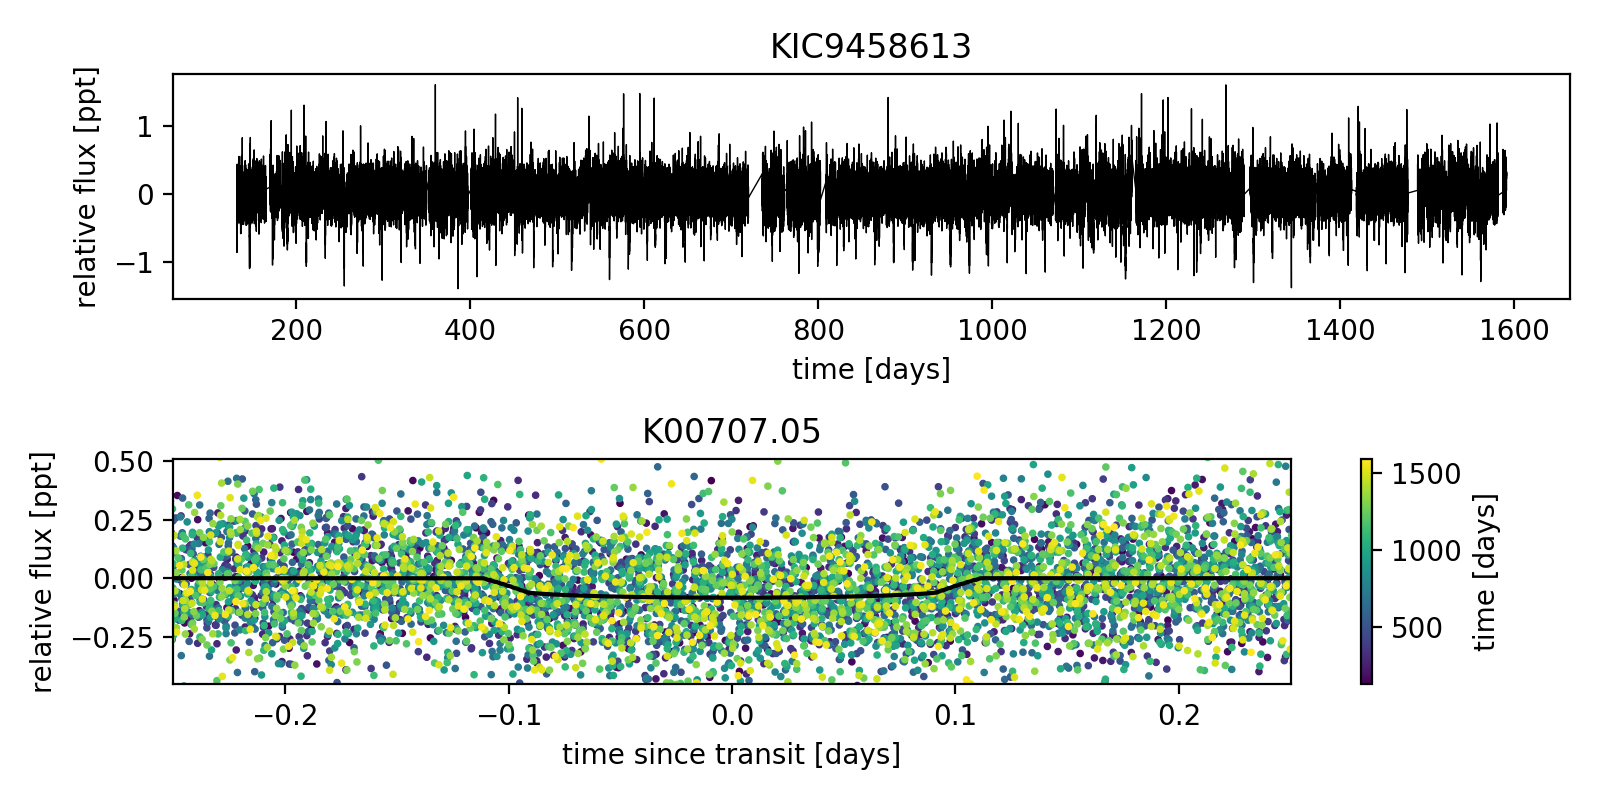 KIC9458613
relative flux [ppt]
1
0
−1
200 400 600 800 1000 1200 1400 1600
time [days]
K00707.05
relative flux [ppt]
0.50
0.25
0.00
−0.25
−0.2 −0.1 0.0 0.1 0.2
time since transit [days]
1500
1000
500
time [days]